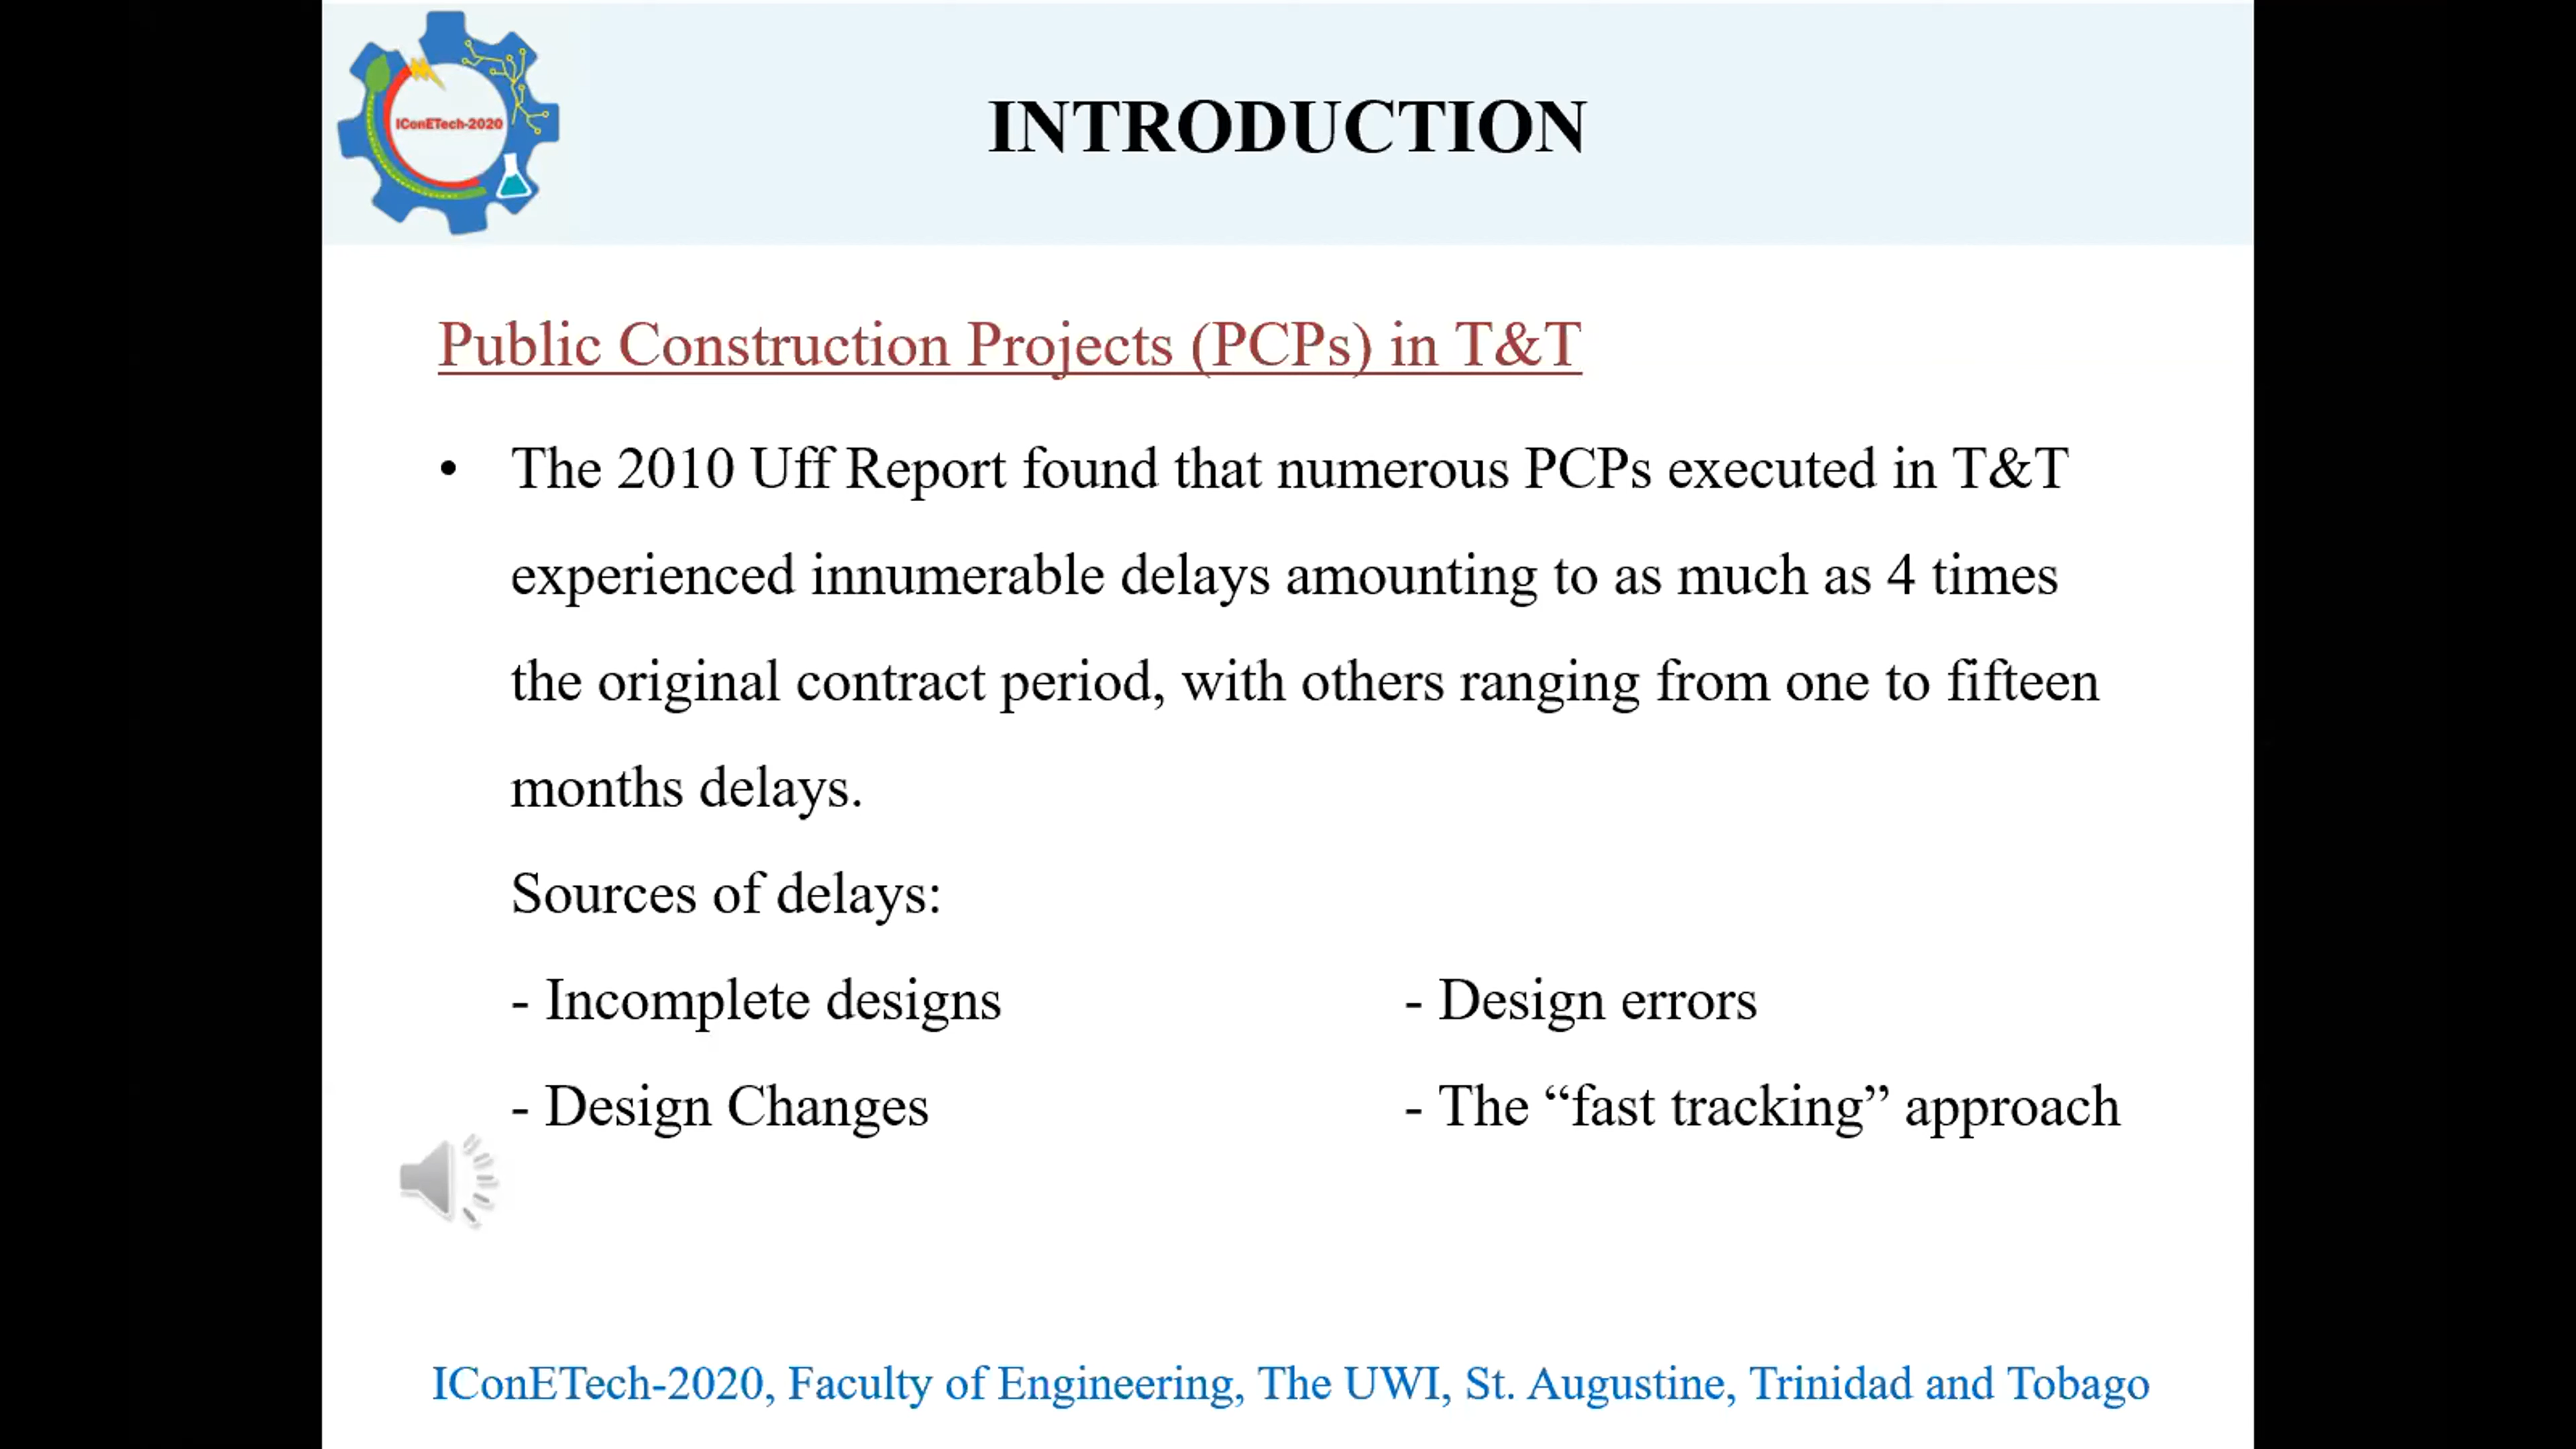 IConETech-2020
INTRODUCTION
Public Construction Projects (PCPs) in T&T
• The 2010 Uff Report found that numerous PCPs executed in T&T
experienced innumerable delays amounting to as much as 4 times
the original contract period, with others ranging from one to fifteen
months delays.
Sources of delays:
- Incomplete designs - Design errors
- Design Changes - The “fast tracking” approach
IConETech-2020, Faculty of Engineering, The UWI, St. Augustine, Trinidad and Tobago